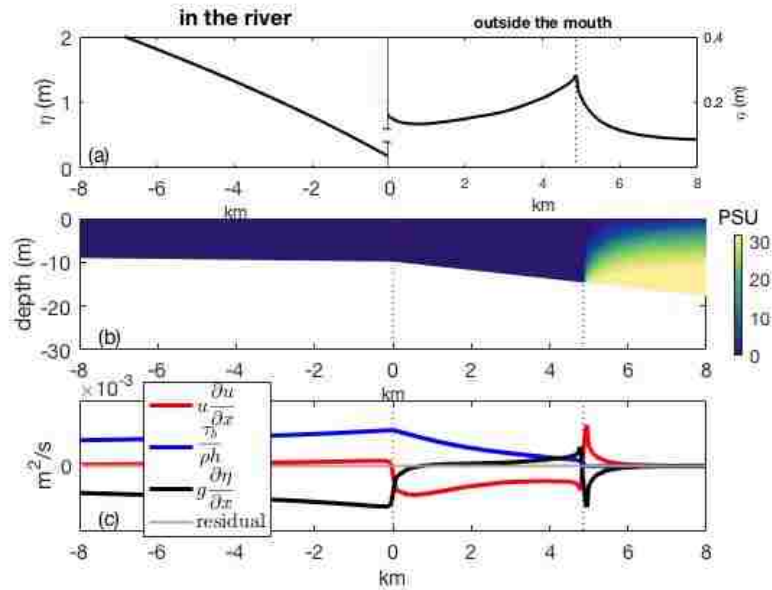 in the river
outside the mouth
2
1
0
η (m)
(a)
-8 -6 -4 -2 0
km
0.4
0.2
η (m)
2 4 6 8
km
0
-10
-20
-30
depth (m)
(b)
-8 -6 -4 -2 0 2 4 6 8
km
PSU
30
20
10
0
×10⁻³
0
m²/s
(c)
u ∂u/∂x
τ_b/ρh
g ∂η/∂x
residual
-8 -6 -4 -2 0 2 4 6 8
km